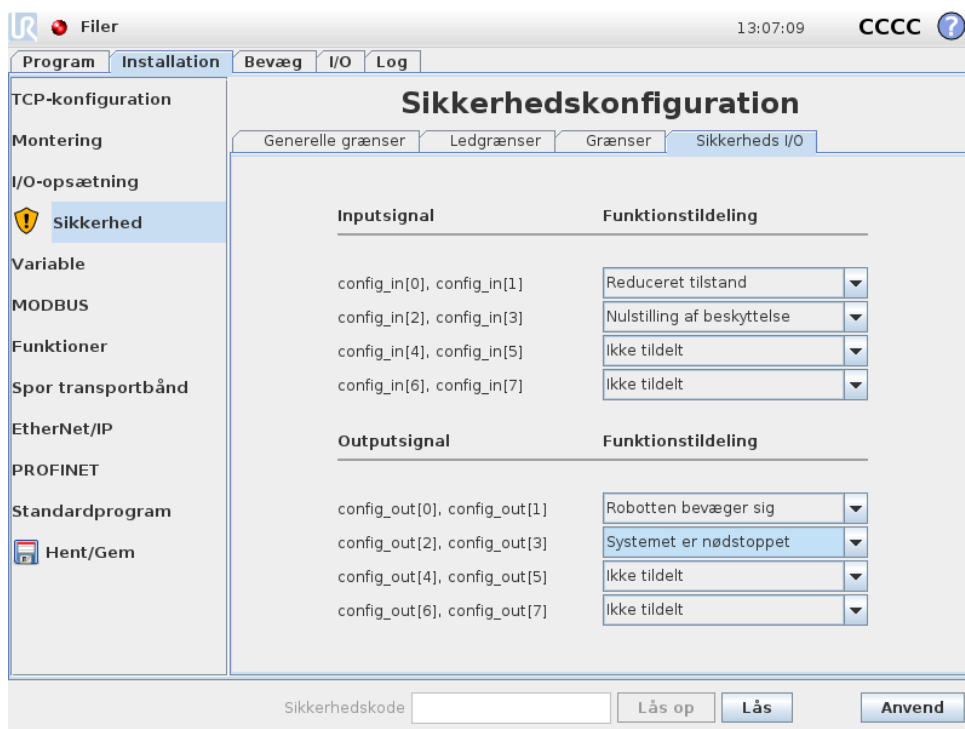 UR Filer 13:07:09 CCCC ?
Program Installation Bevæg I/O Log
TCP-konfiguration
Montering
I/O-opsætning
Sikkerhed
Variable
MODBUS
Funktioner
Spor transportbånd
EtherNet/IP
PROFINET
Standardprogram
Hent/Gem
Sikkerhedskonfiguration
Generelle grænser Ledgrænser Grænser Sikkerheds I/O
Inputsignal Funktionstildeling
config_in[0], config_in[1] Reduceret tilstand
config_in[2], config_in[3] Nulstilling af beskyttelse
config_in[4], config_in[5] Ikke tildelt
config_in[6], config_in[7] Ikke tildelt
Outputsignal Funktionstildeling
config_out[0], config_out[1] Robotten bevæger sig
config_out[2], config_out[3] Systemet er nødstoppet
config_out[4], config_out[5] Ikke tildelt
config_out[6], config_out[7] Ikke tildelt
Sikkerhedskode Lås op Lås Anvend